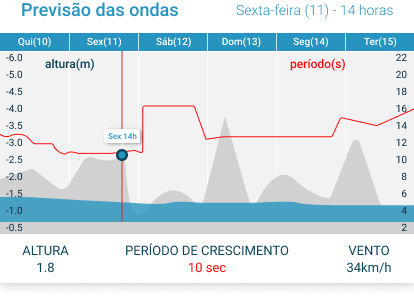 Previsão das ondas
Sexta-feira (11) - 14 horas
Qui(10) Sex(11) Sáb(12) Dom(13) Seg(14) Ter(15)
-6.0 22
altura(m) período(s)
-5.0 20
-4.5 18
-4.0 16
-3.5 14
Sex 14h
-3.0 12
-2.5 10
-2.0 8
-1.5 6
-1.0 4
-0.5 2
ALTURA PERÍODO DE CRESCIMENTO VENTO
1.8 10 sec 34km/h